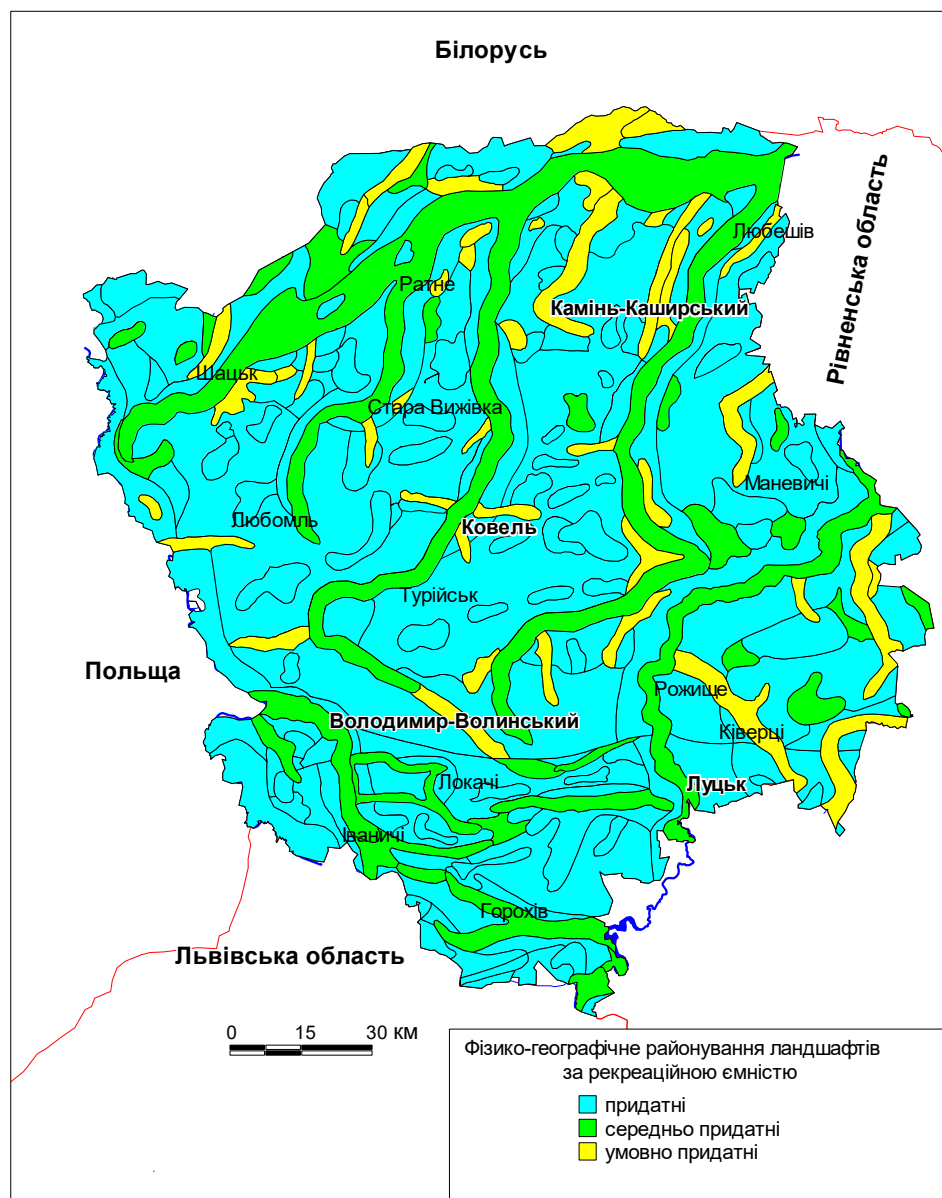 Білорусь
Рівненська область
Любешів
Ратне
Камінь-Каширський
Шацьк
Стара Вижівка
Маневичі
Любомль
Ковель
Турійськ
Польща
Рожище
Володимир-Волинський
Ківерці
Локачі
Луцьк
Іваничі
Горохів
Львівська область
0 15 30 км
Фізико-географічне районування ландшафтів
за рекреаційною ємністю
придатні
середньо придатні
умовно придатні